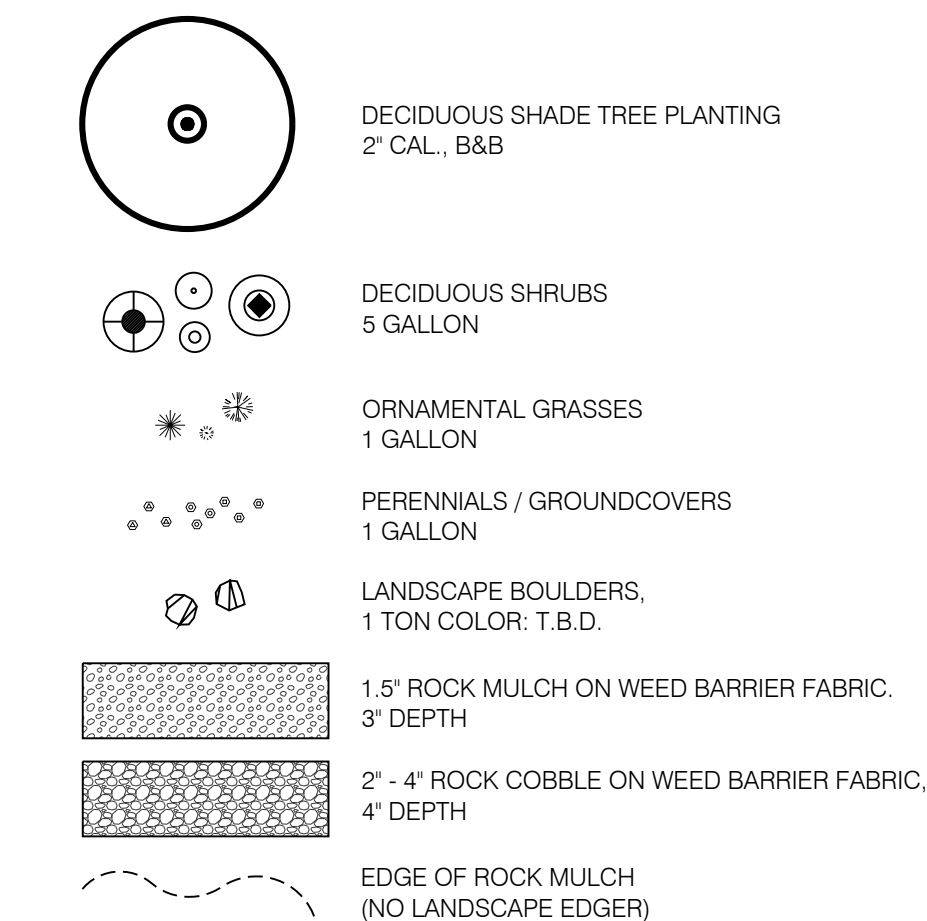 DECIDUOUS SHADE TREE PLANTING
2" CAL., B&B
DECIDUOUS SHRUBS
5 GALLON
ORNAMENTAL GRASSES
1 GALLON
PERENNIALS / GROUNDCOVERS
1 GALLON
LANDSCAPE BOULDERS,
1 TON COLOR: T.B.D.
1.5" ROCK MULCH ON WEED BARRIER FABRIC.
3" DEPTH
2" - 4" ROCK COBBLE ON WEED BARRIER FABRIC,
4" DEPTH
EDGE OF ROCK MULCH
(NO LANDSCAPE EDGER)